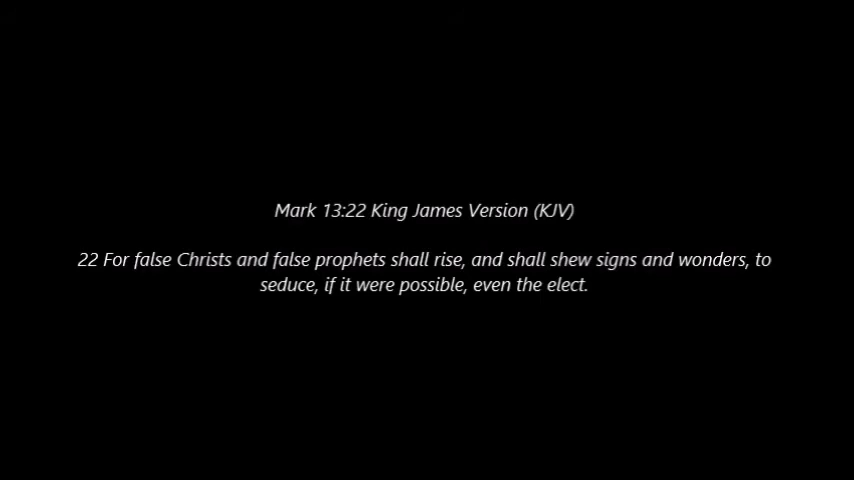 Mark 13:22 King James Version (KJV)
22 For false Christs and false prophets shall rise, and shall shew signs and wonders, to
seduce, if it were possible, even the elect.